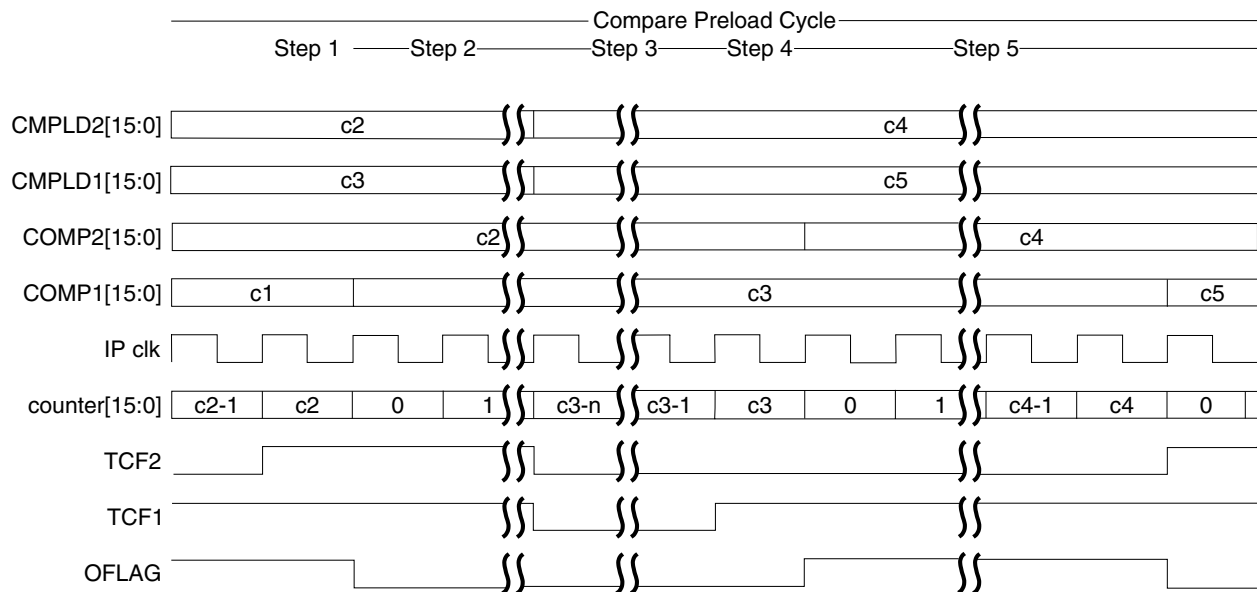 Compare Preload Cycle
Step 1 Step 2 Step 3 Step 4 Step 5
CMPLD2[15:0] c2 c4
CMPLD1[15:0] c3 c5
COMP2[15:0] c2 c4
COMP1[15:0] c1 c3 c5
IP clk
counter[15:0] c2-1 c2 0 1 c3-n c3-1 c3 0 1 c4-1 c4 0
TCF2
TCF1
OFLAG